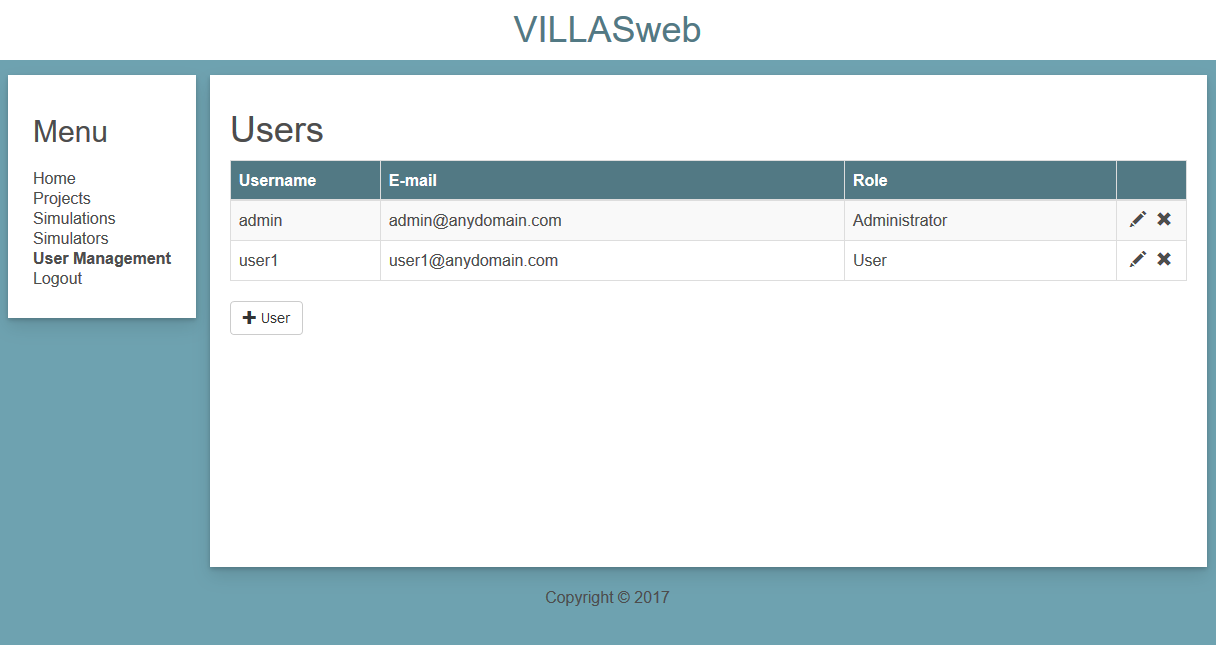 VILLASweb
Menu
Home
Projects
Simulations
Simulators
User Management
Logout
Users
Username E-mail Role
admin admin@anydomain.com Administrator
user1 user1@anydomain.com User
User
Copyright © 2017